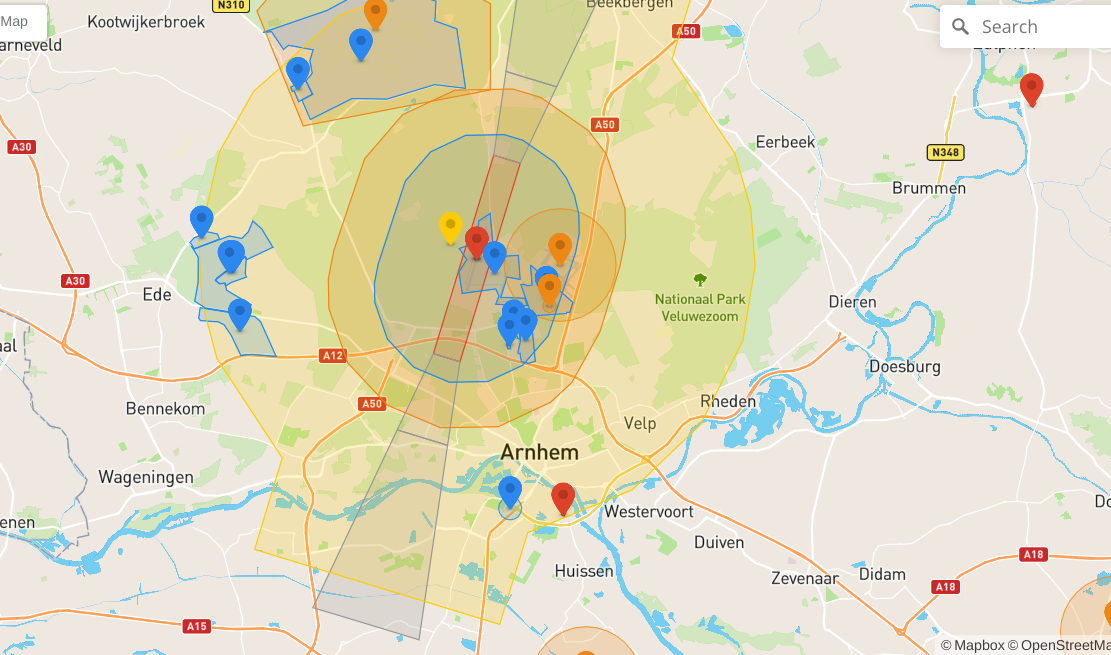 Map
Kootwijkerbroek
N310
Beekbergen
A50
Search
Zutphen
arneveld
A30
A50
Eerbeek
N348
Brummen
A30
Ede
Nationaal Park
Veluwezoom
Dieren
aal
A12
Doesburg
A50
Bennekom
Rheden
Velp
Arnhem
Wageningen
enen
Westervoort
Do
Duiven
A18
Huissen
Zevenaar
Didam
A18
A15
© Mapbox © OpenStreetMa